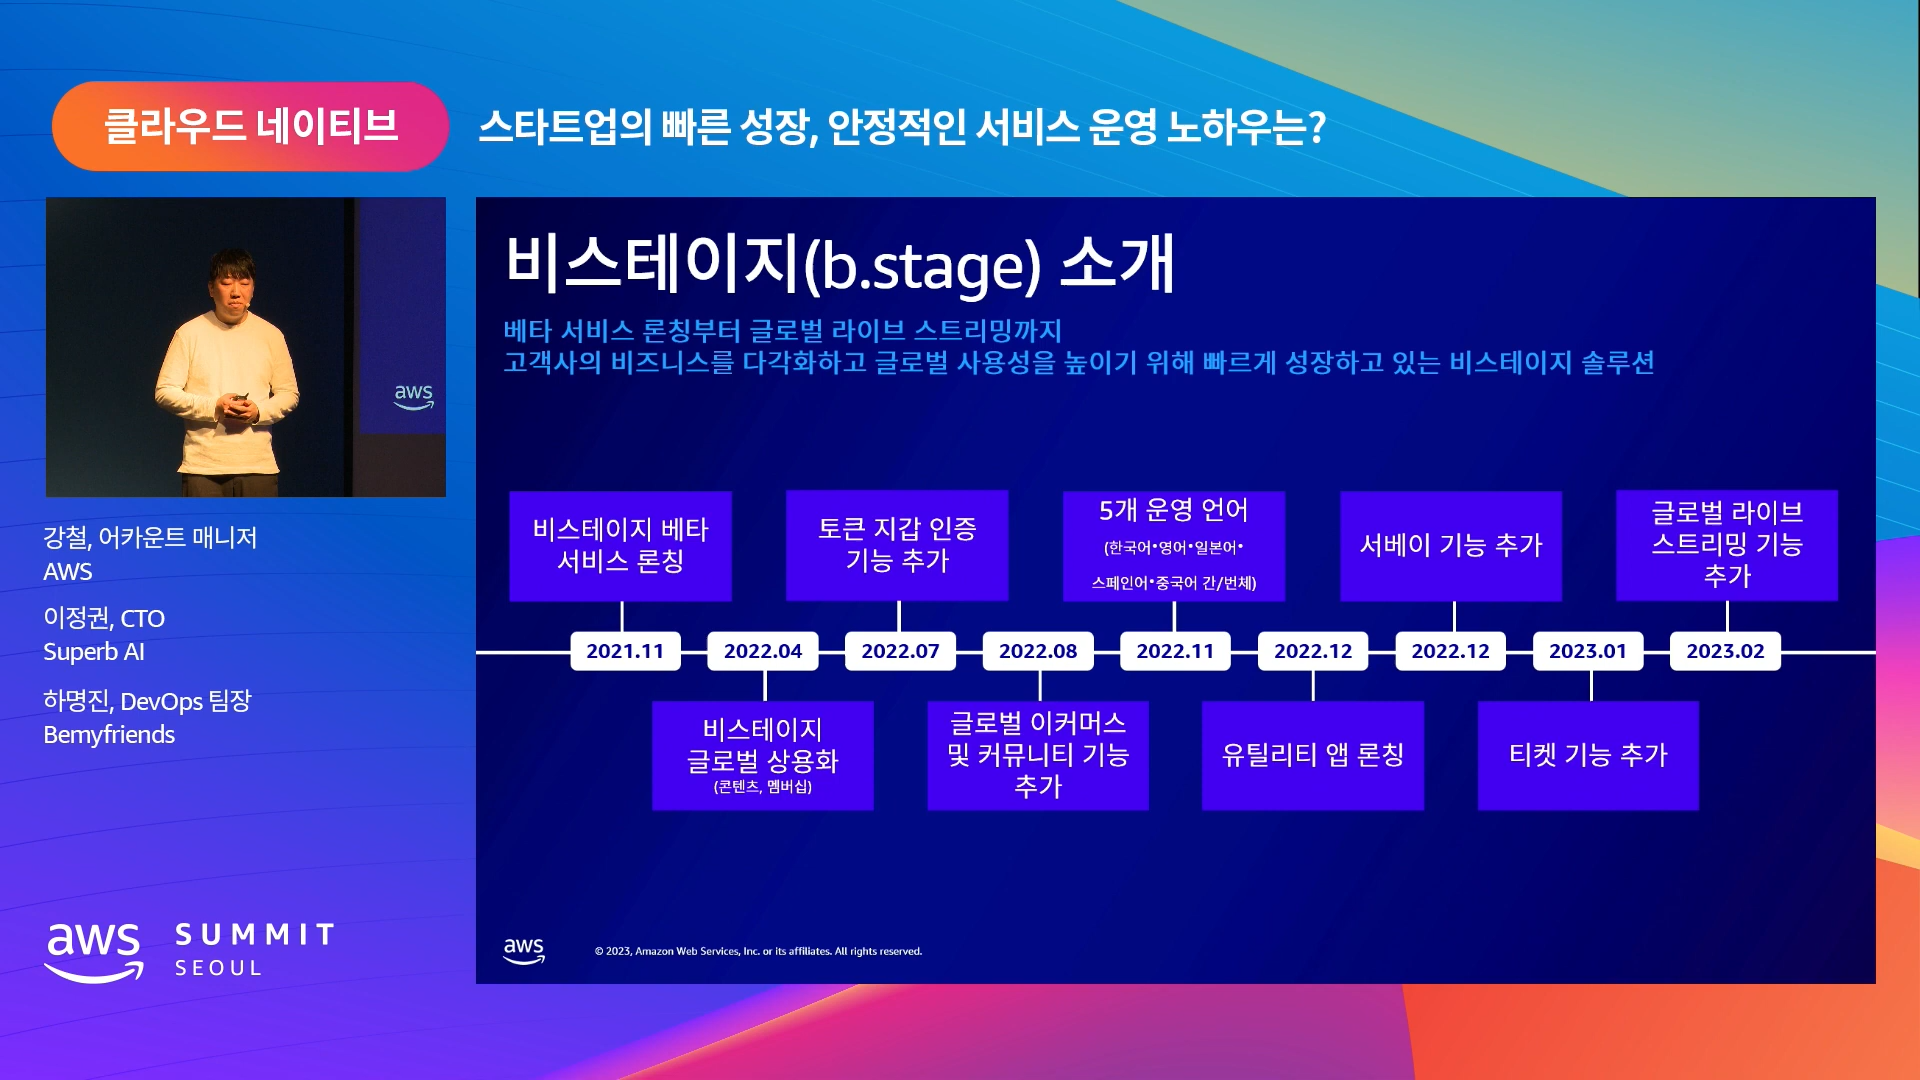 클라우드 네이티브
스타트업의 빠른 성장, 안정적인 서비스 운영 노하우는?
aws
강철, 어카운트 매니저
AWS
이정권, CTO
Superb AI
하명진, DevOps 팀장
Bemyfriends
aws SUMMIT
SEOUL
비스테이지(b.stage) 소개
베타 서비스 론칭부터 글로벌 라이브 스트리밍까지
고객사의 비즈니스를 다각화하고 글로벌 사용성을 높이기 위해 빠르게 성장하고 있는 비스테이지 솔루션
비스테이지 베타
서비스 론칭
토큰 지갑 인증
기능 추가
5개 운영 언어
(한국어•영어•일본어•
스페인어•중국어 간/번체)
서베이 기능 추가
글로벌 라이브
스트리밍 기능
추가
2021.11 2022.04 2022.07 2022.08 2022.11 2022.12 2022.12 2023.01 2023.02
비스테이지
글로벌 상용화
(콘텐츠, 멤버십)
글로벌 이커머스
및 커뮤니티 기능
추가
유틸리티 앱 론칭
티켓 기능 추가
aws
© 2023, Amazon Web Services, Inc. or its affiliates. All rights reserved.